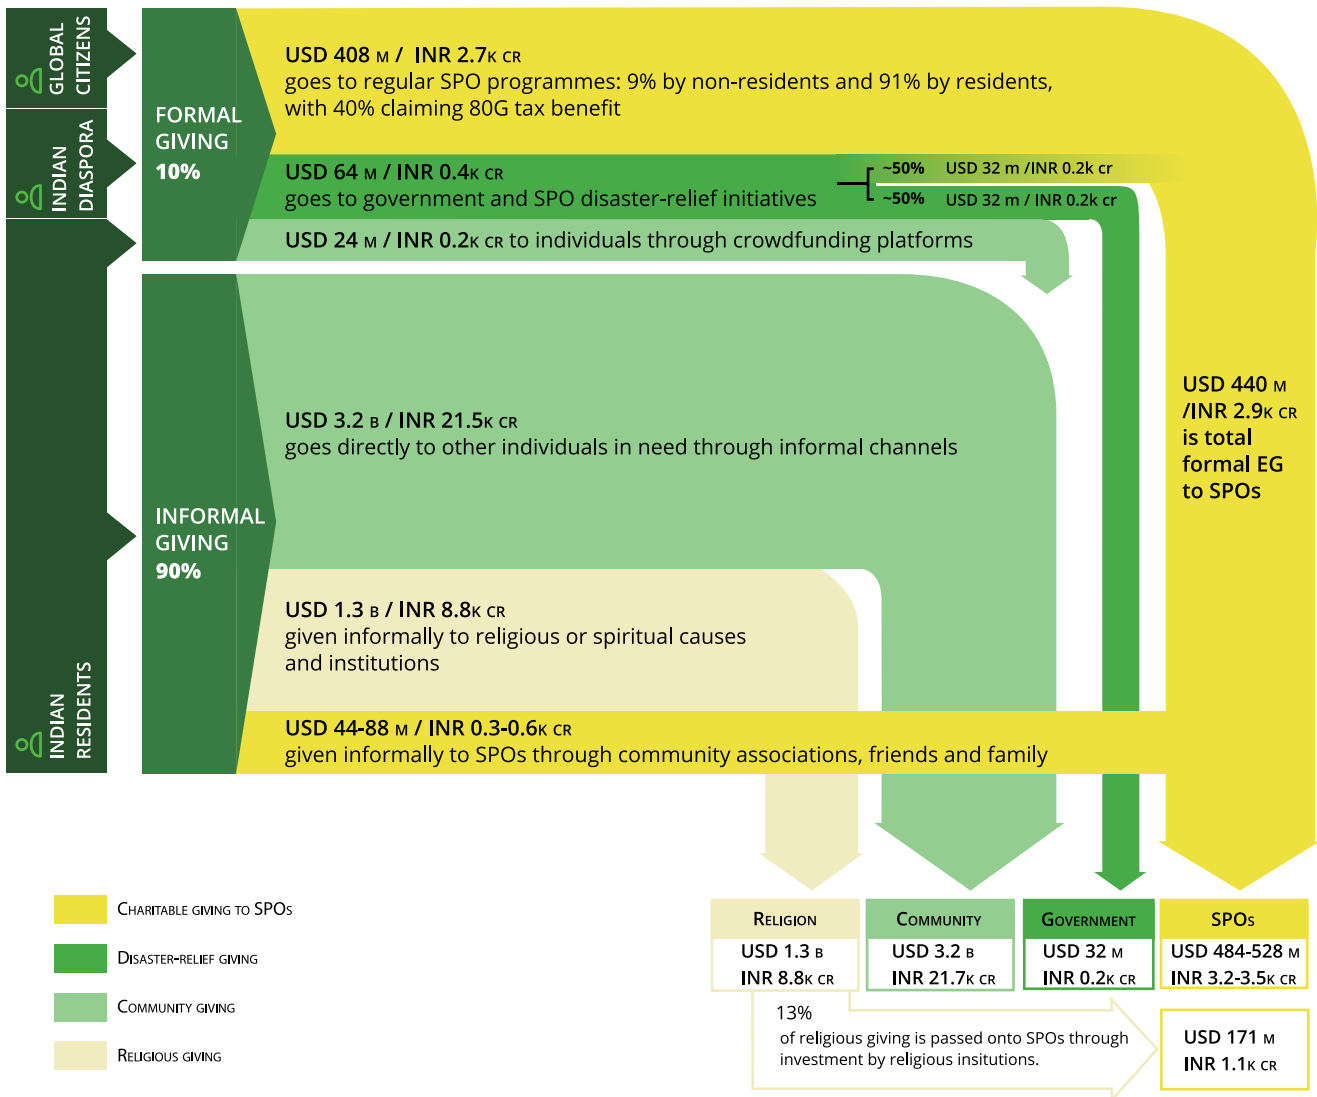 GLOBAL
CITIZENS
INDIAN
DIASPORA
INDIAN
RESIDENTS
FORMAL
GIVING
10%
USD 408 M / INR 2.7K CR
goes to regular SPO programmes: 9% by non-residents and 91% by residents,
with 40% claiming 80G tax benefit
USD 64 M / INR 0.4K CR
goes to government and SPO disaster-relief initiatives
~50% USD 32 m /INR 0.2k cr
~50% USD 32 m / INR 0.2k cr
USD 24 M / INR 0.2K CR to individuals through crowdfunding platforms
INFORMAL
GIVING
90%
USD 3.2 B / INR 21.5K CR
goes directly to other individuals in need through informal channels
USD 1.3 B / INR 8.8K CR
given informally to religious or spiritual causes
and institutions
USD 44-88 M / INR 0.3-0.6K CR
given informally to SPOs through community associations, friends and family
USD 440 M
/INR 2.9K CR
is total
formal EG
to SPOs
CHARITABLE GIVING TO SPOS
DISASTER-RELIEF GIVING
COMMUNITY GIVING
RELIGIOUS GIVING
RELIGION
USD 1.3 B
INR 8.8K CR
COMMUNITY
USD 3.2 B
INR 21.7K CR
GOVERNMENT
USD 32 M
INR 0.2K CR
SPOS
USD 484-528 M
INR 3.2-3.5K CR
13%
of religious giving is passed onto SPOs through
investment by religious insitutions.
USD 171 M
INR 1.1K CR